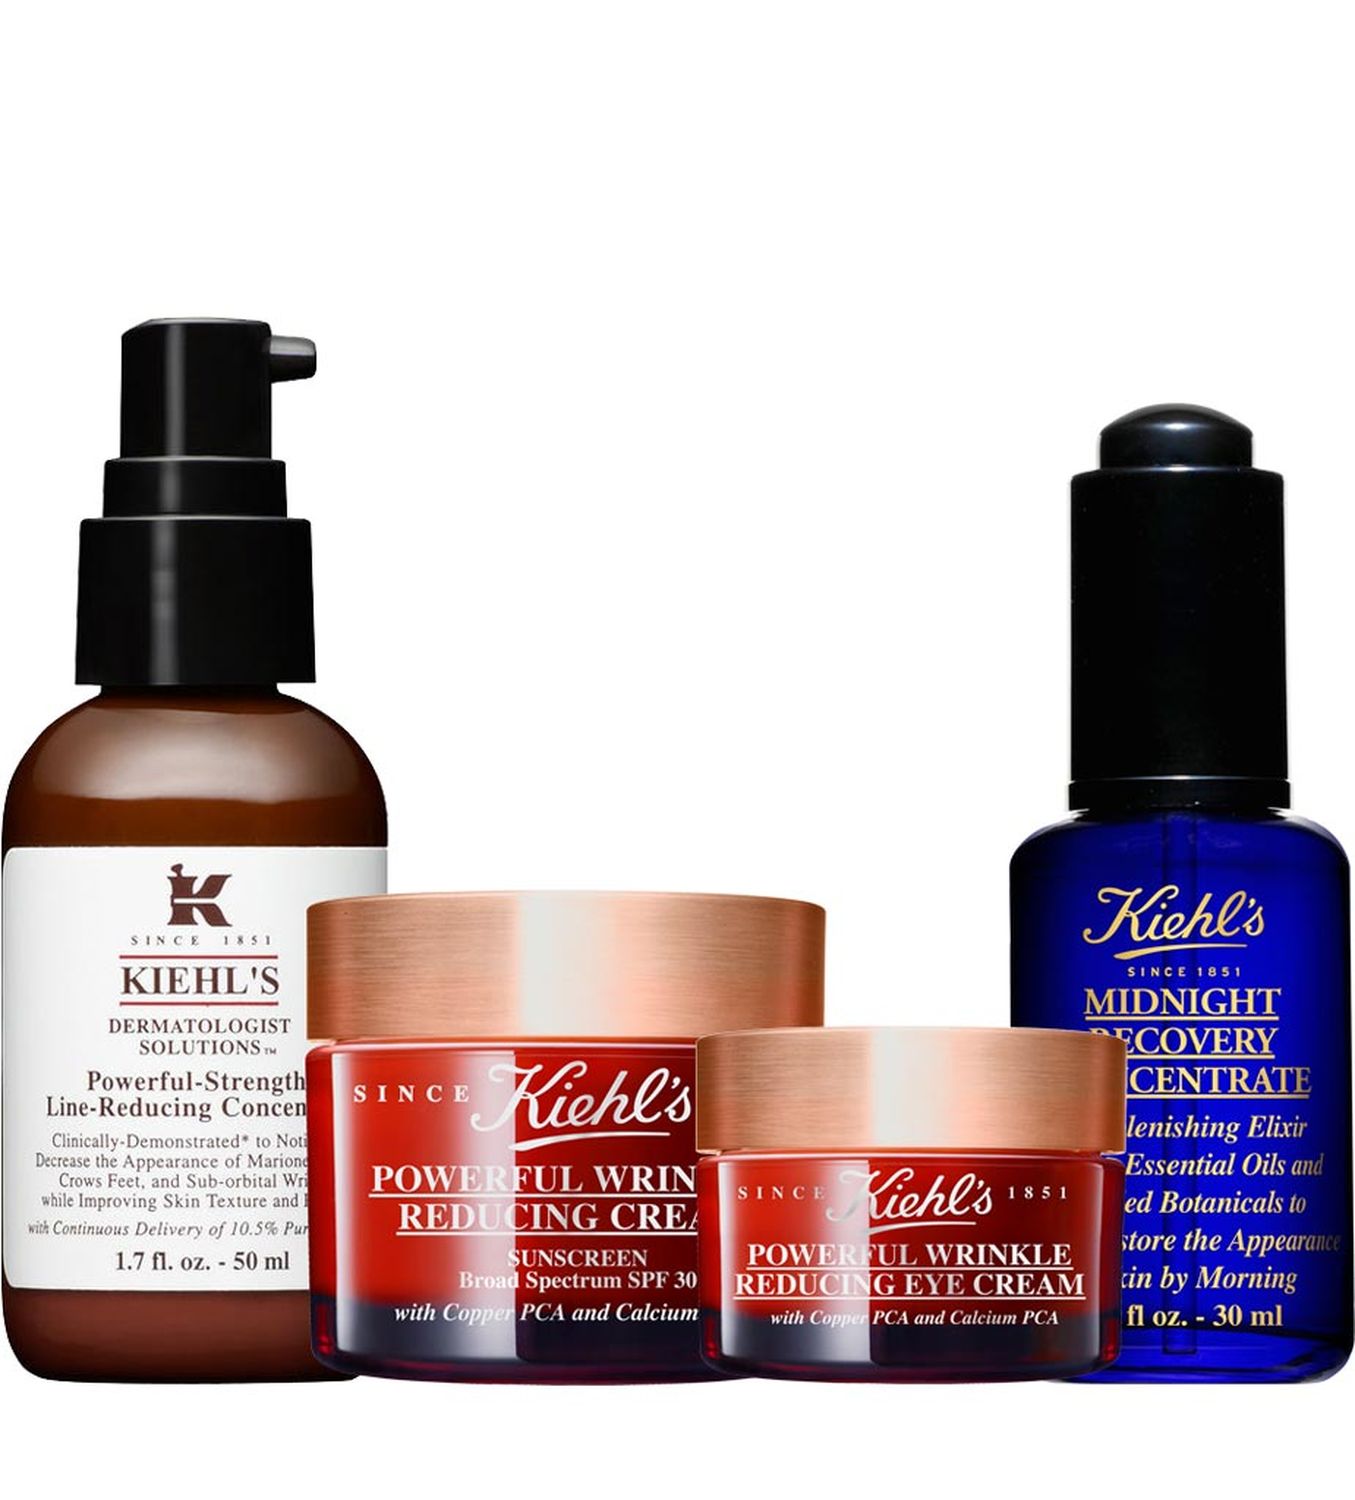 SINCE 1851
KIEHL'S
DERMATOLOGIST
SOLUTIONS™
Powerful-Strength
Line-Reducing
Clinically-Demonstrated* to
Decrease the Appearance of
Crows Feet, and Sub-orbital
while Improving Skin Texture and
with Continuous Delivery of 10.5%
1.7 fl. oz. - 50 ml
SINCE Kiehl's
POWERFUL
REDUCING
SUNSCREEN
Broad Spectrum SPF 30
with Copper PCA and Calcium
SINCE Kiehl's 1851
POWERFUL WRINKLE
REDUCING EYE CREAM
with Copper PCA and Calcium PCA
Kiehl's
SINCE 1851
MIDNIGHT
Elixir
Essential Oils and
Botanicals to
the Appearance
by Morning
fl oz. - 30 ml